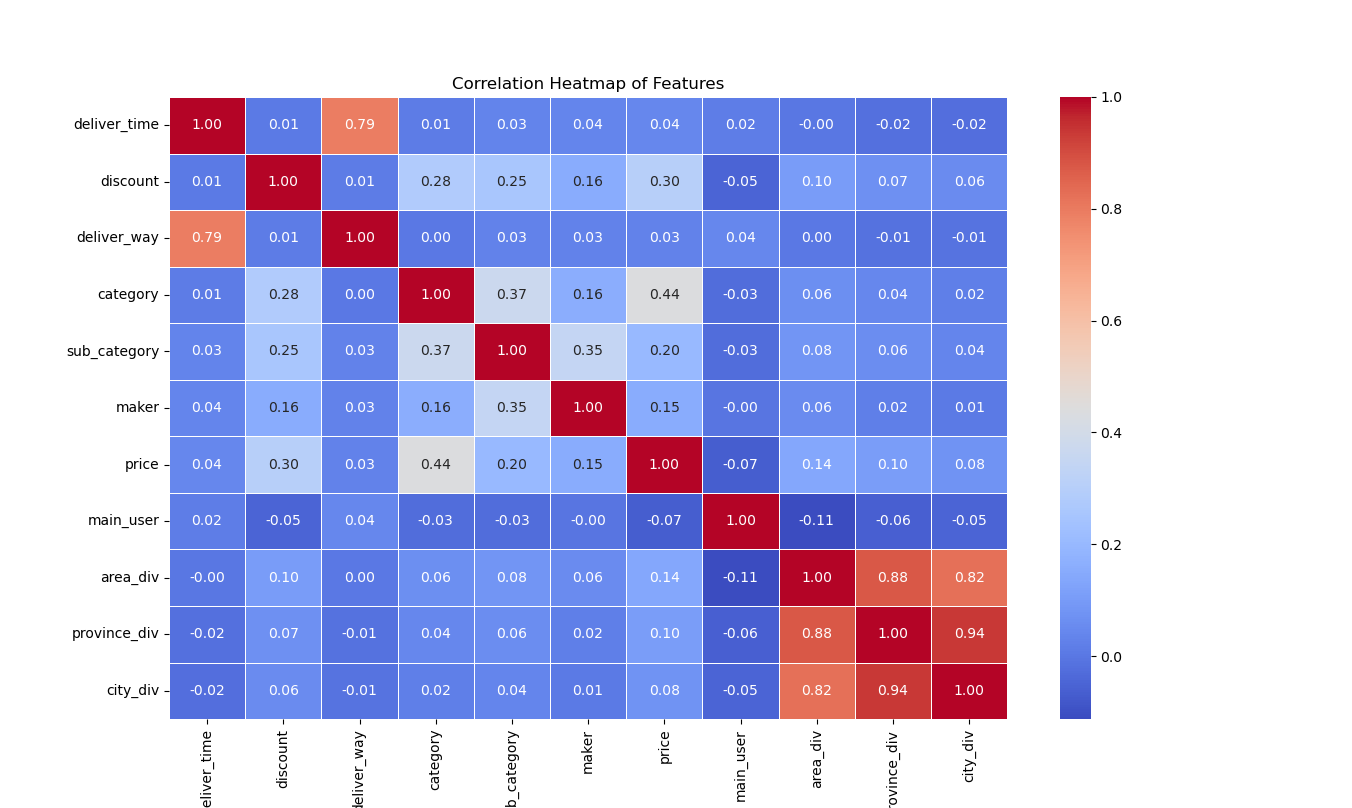 Correlation Heatmap of Features
deliver_time 1.00 0.01 0.79 0.01 0.03 0.04 0.04 0.02 -0.00 -0.02 -0.02
discount 0.01 1.00 0.01 0.28 0.25 0.16 0.30 -0.05 0.10 0.07 0.06
deliver_way 0.79 0.01 1.00 0.00 0.03 0.03 0.03 0.04 0.00 -0.01 -0.01
category 0.01 0.28 0.00 1.00 0.37 0.16 0.44 -0.03 0.06 0.04 0.02
sub_category 0.03 0.25 0.03 0.37 1.00 0.35 0.20 -0.03 0.08 0.06 0.04
maker 0.04 0.16 0.03 0.16 0.35 1.00 0.15 -0.00 0.06 0.02 0.01
price 0.04 0.30 0.03 0.44 0.20 0.15 1.00 -0.07 0.14 0.10 0.08
main_user 0.02 -0.05 0.04 -0.03 -0.03 -0.00 -0.07 1.00 -0.11 -0.06 -0.05
area_div -0.00 0.10 0.00 0.06 0.08 0.06 0.14 -0.11 1.00 0.88 0.82
province_div -0.02 0.07 -0.01 0.04 0.06 0.02 0.10 -0.06 0.88 1.00 0.94
city_div -0.02 0.06 -0.01 0.02 0.04 0.01 0.08 -0.05 0.82 0.94 1.00
eliver_time
discount
deliver_way
category
b_category
maker
price
main_user
area_div
rovince_div
city_div
1.0
0.8
0.6
0.4
0.2
0.0